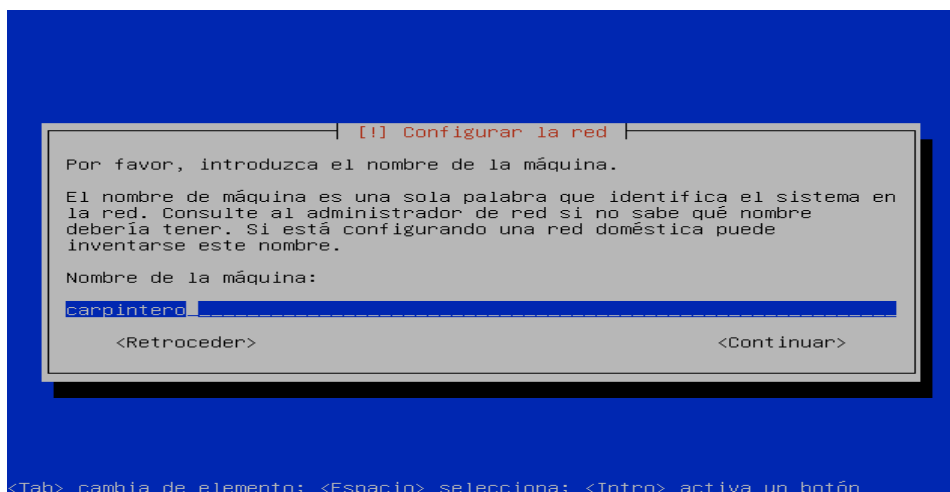 [!] Configurar la red
Por favor, introduzca el nombre de la máquina.
El nombre de máquina es una sola palabra que identifica el sistema en
la red. Consulte al administrador de red si no sabe qué nombre
debería tener. Si está configurando una red doméstica puede
inventarse este nombre.
Nombre de la máquina:
carpintero
<Retroceder> <Continuar>
<Tab> cambia de elemento; <Espacio> selecciona; <Intro> activa un botón